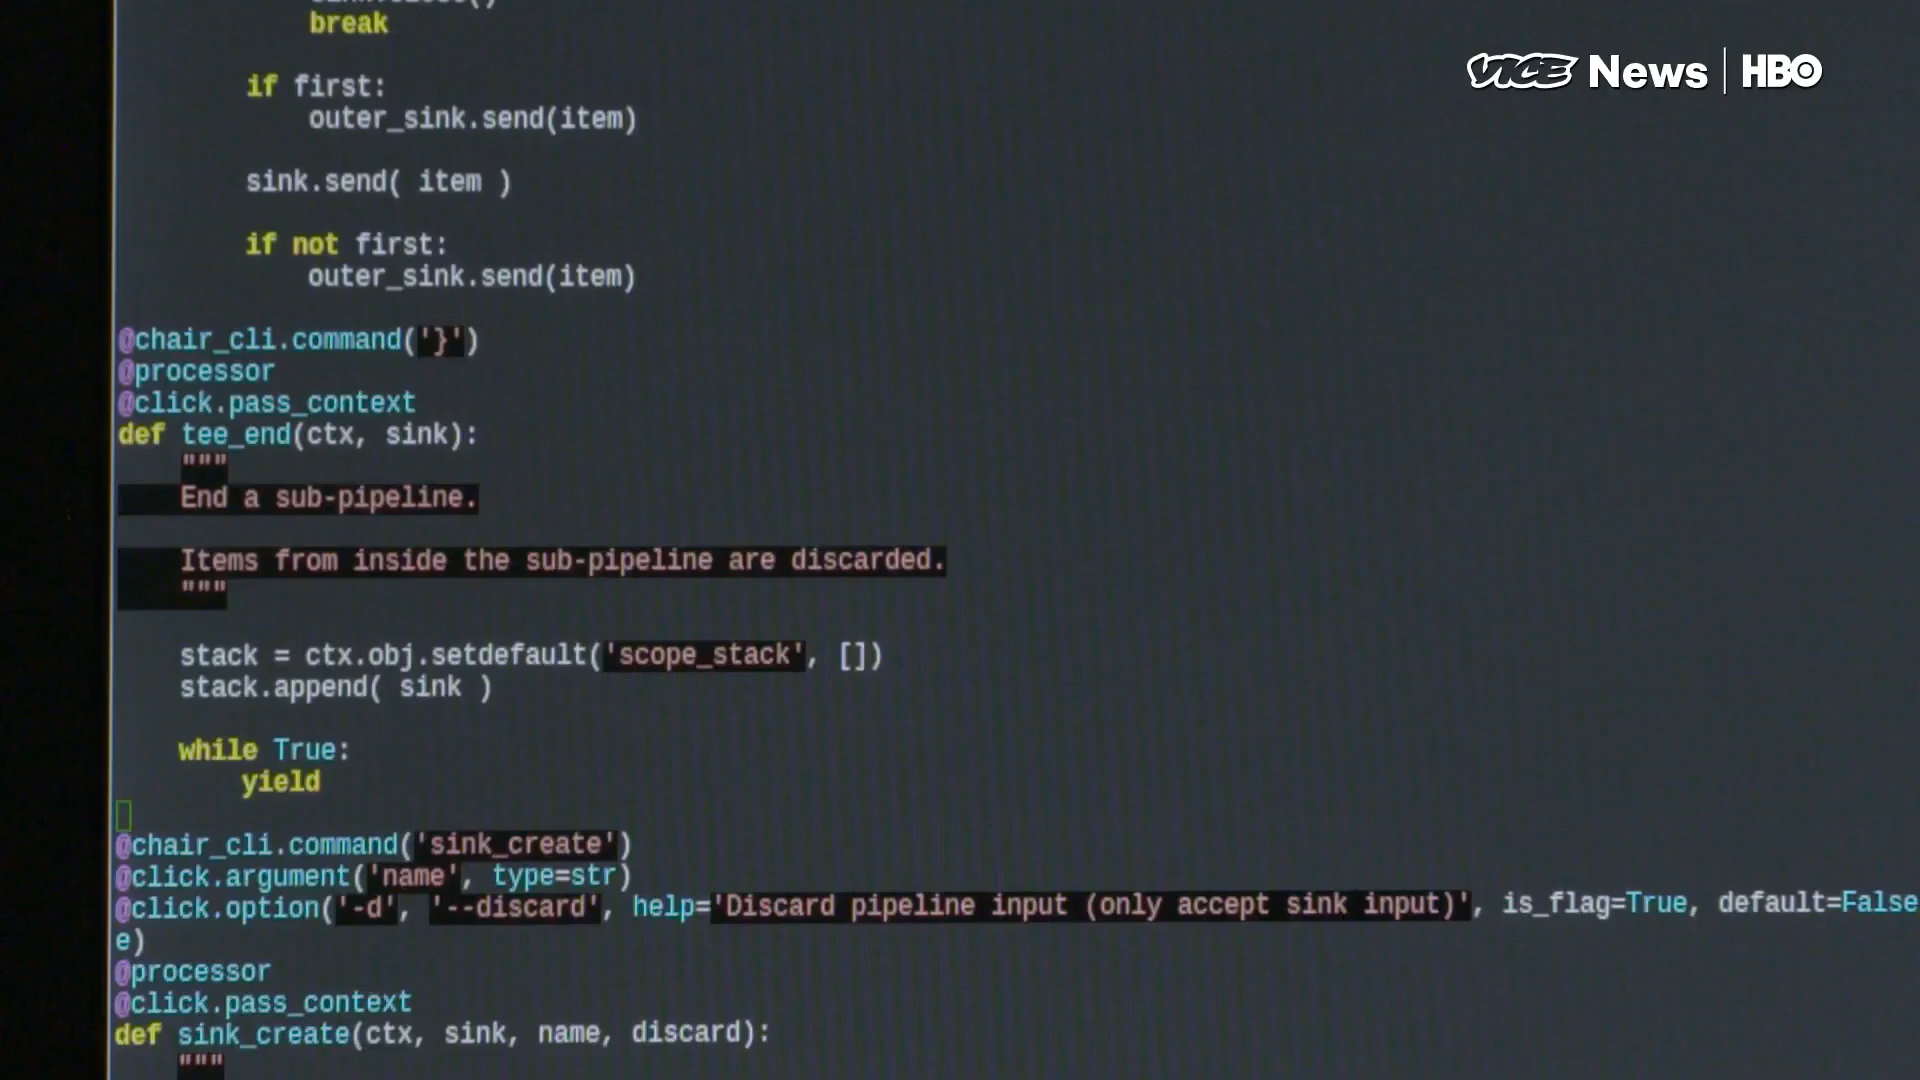 break
if first:
outer_sink.send(item)
sink.send( item )
if not first:
outer_sink.send(item)
@chair_cli.command('}')
@processor
@click.pass_context
def tee_end(ctx, sink):
"""
End a sub-pipeline.
Items from inside the sub-pipeline are discarded.
"""
stack = ctx.obj.setdefault('scope_stack', [])
stack.append( sink )
while True:
yield
@chair_cli.command('sink_create')
@click.argument('name', type=str)
@click.option('-d', '--discard', help='Discard pipeline input (only accept sink input)', is_flag=True, default=False
e)
@processor
@click.pass_context
def sink_create(ctx, sink, name, discard):
"""
VICE News | HBO